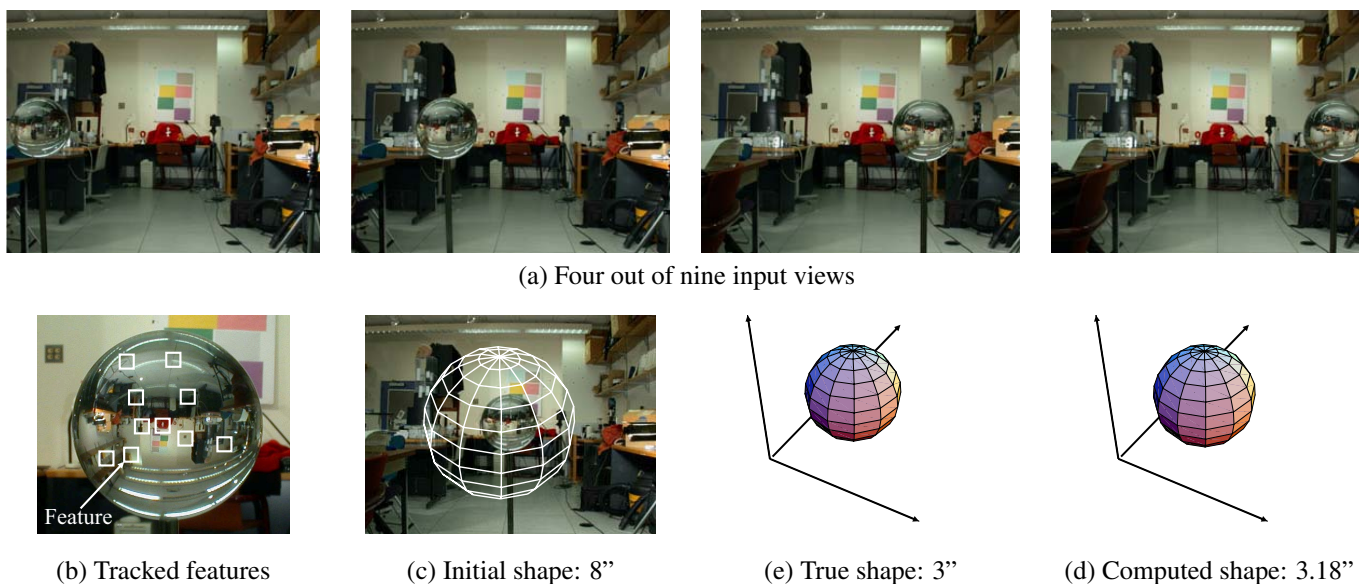 (a) Four out of nine input views
Feature
(b) Tracked features
(c) Initial shape: 8”
(e) True shape: 3”
(d) Computed shape: 3.18”